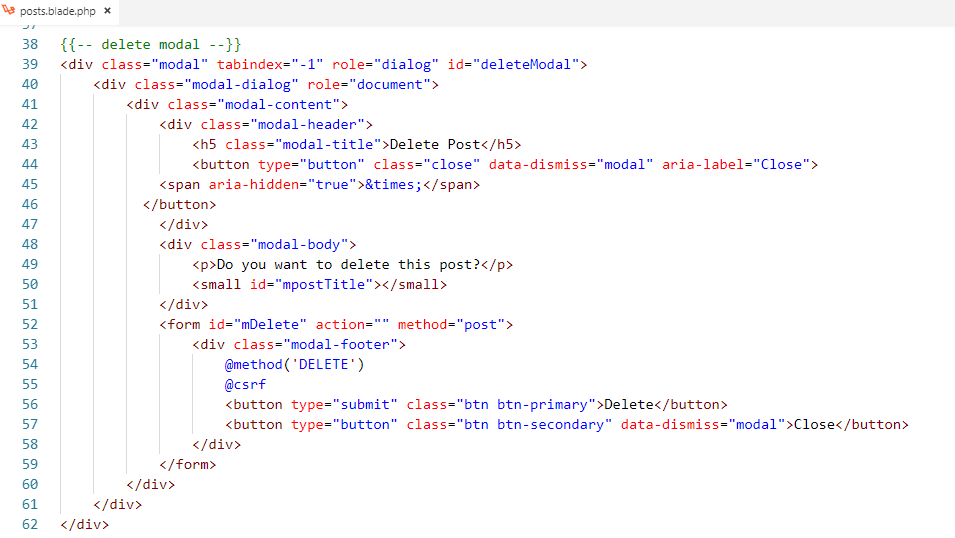 posts.blade.php ×
37
38 {{-- delete modal --}}
39 <div class="modal" tabindex="-1" role="dialog" id="deleteModal">
40     <div class="modal-dialog" role="document">
41         <div class="modal-content">
42             <div class="modal-header">
43                 <h5 class="modal-title">Delete Post</h5>
44                 <button type="button" class="close" data-dismiss="modal" aria-label="Close">
45             <span aria-hidden="true">&times;</span>
46           </button>
47             </div>
48             <div class="modal-body">
49                 <p>Do you want to delete this post?</p>
50                 <small id="mpostTitle"></small>
51             </div>
52             <form id="mDelete" action="" method="post">
53                 <div class="modal-footer">
54                     @method('DELETE')
55                     @csrf
56                     <button type="submit" class="btn btn-primary">Delete</button>
57                     <button type="button" class="btn btn-secondary" data-dismiss="modal">Close</button>
58                 </div>
59             </form>
60         </div>
61     </div>
62 </div>